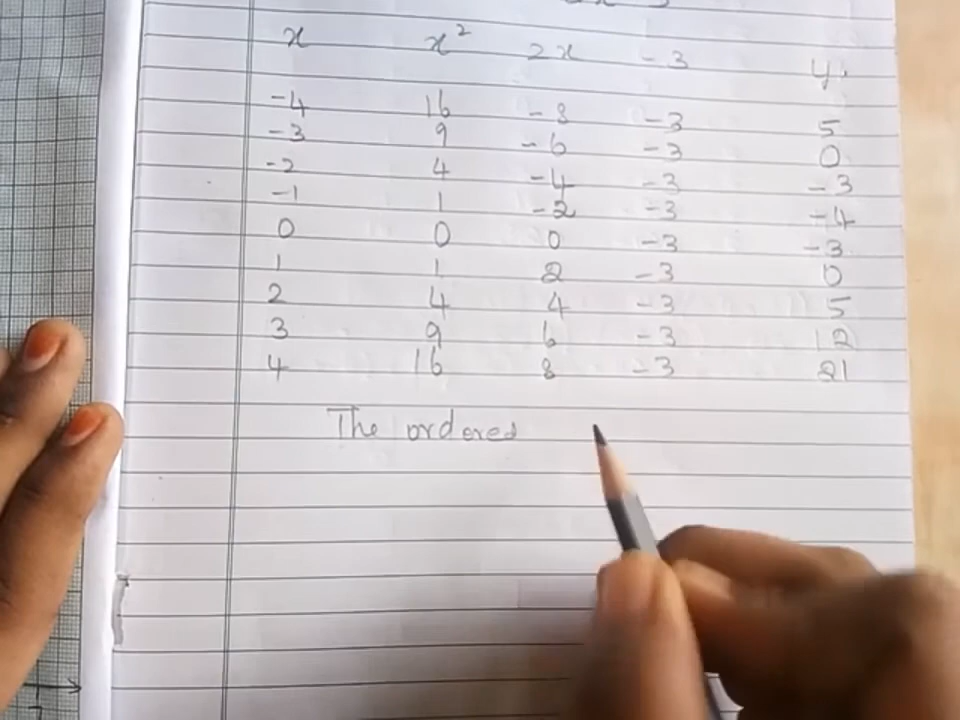 x x² 2x -3 y
-4 16 -8 -3 5
-3 9 -6 -3 0
-2 4 -4 -3 -3
-1 1 -2 -3 -4
0 0 0 -3 -3
1 1 2 -3 0
2 4 4 -3 5
3 9 6 -3 12
4 16 8 -3 21
The ordered